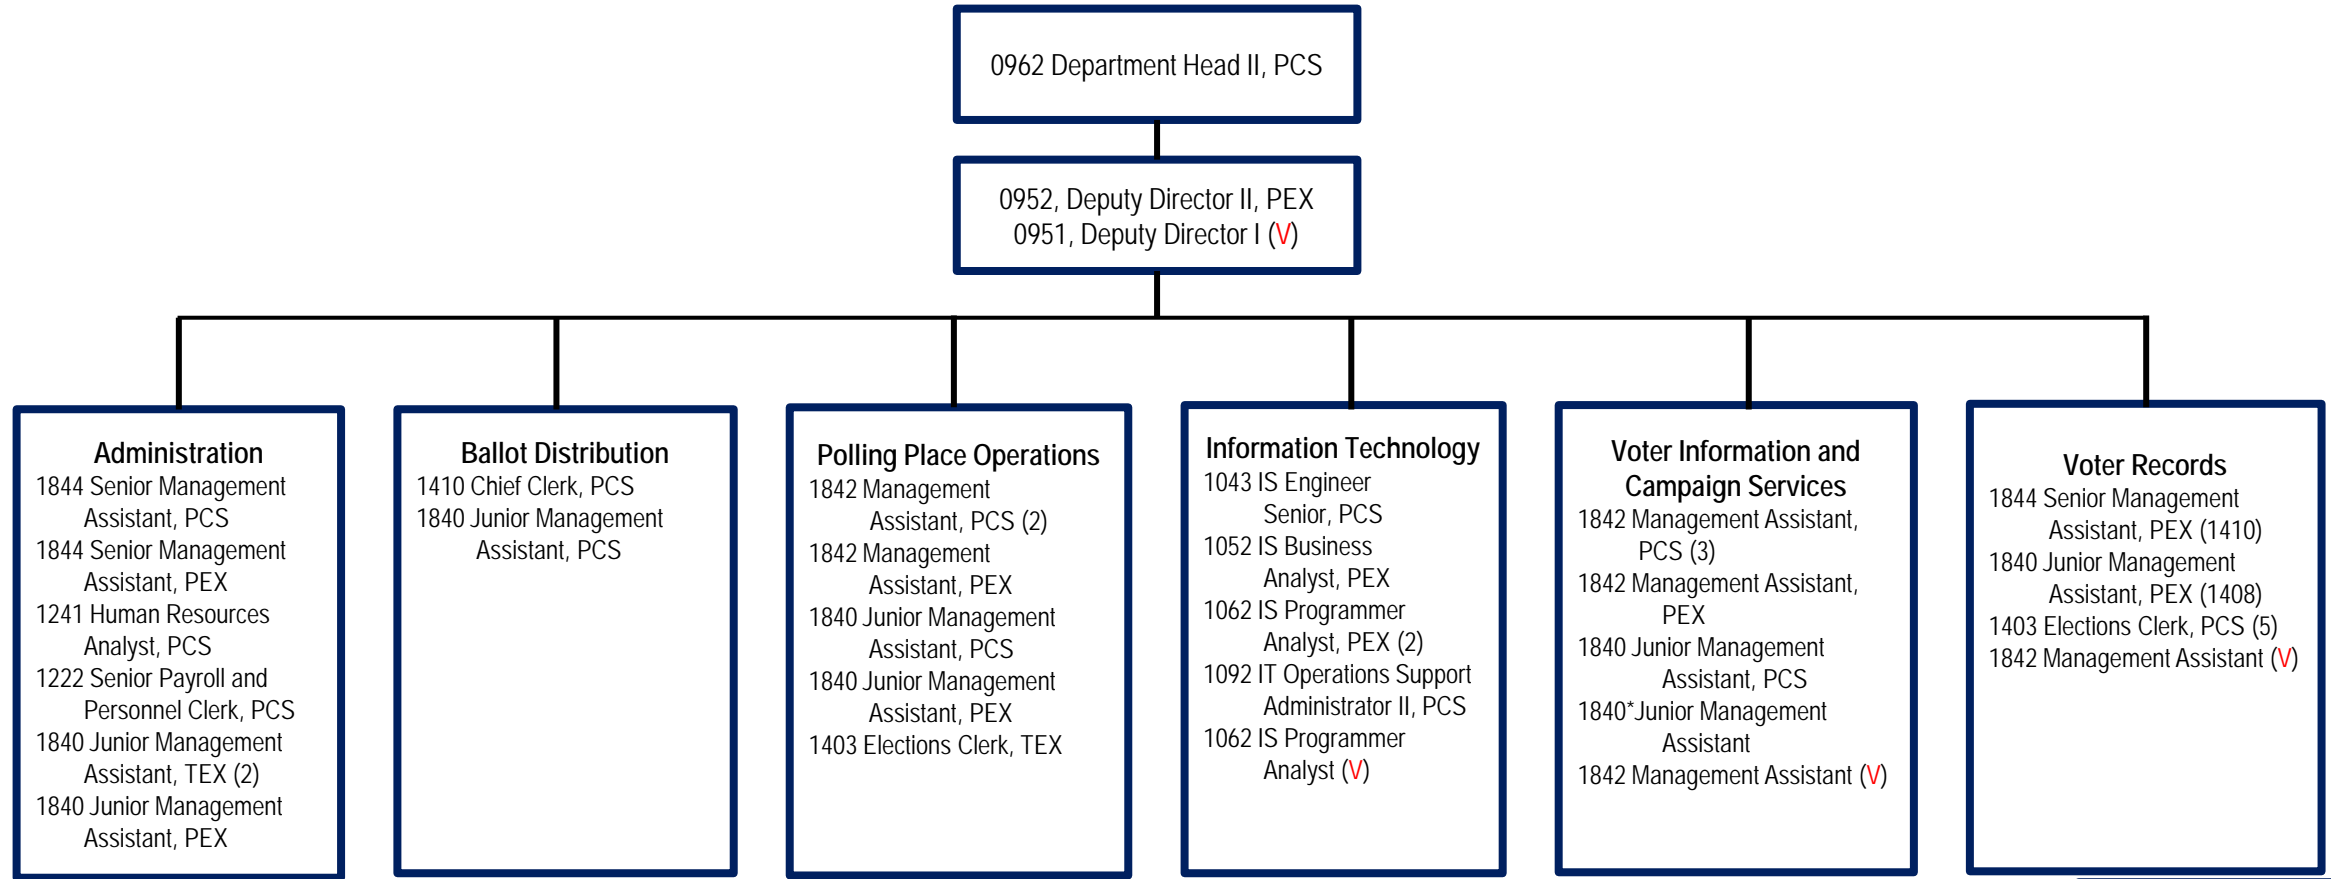 0962 Department Head II, PCS
0952, Deputy Director II, PEX
0951, Deputy Director I (V)
Administration
1844 Senior Management
Assistant, PCS
1844 Senior Management
Assistant, PEX
1241 Human Resources
Analyst, PCS
1222 Senior Payroll and
Personnel Clerk, PCS
1840 Junior Management
Assistant, TEX (2)
1840 Junior Management
Assistant, PEX
Ballot Distribution
1410 Chief Clerk, PCS
1840 Junior Management
Assistant, PCS
Polling Place Operations
1842 Management
Assistant, PCS (2)
1842 Management
Assistant, PEX
1840 Junior Management
Assistant, PCS
1840 Junior Management
Assistant, PEX
1403 Elections Clerk, TEX
Information Technology
1043 IS Engineer
Senior, PCS
1052 IS Business
Analyst, PEX
1062 IS Programmer
Analyst, PEX (2)
1092 IT Operations Support
Administrator II, PCS
1062 IS Programmer
Analyst (V)
Voter Information and
Campaign Services
1842 Management Assistant,
PCS (3)
1842 Management Assistant,
PEX
1840 Junior Management
Assistant, PCS
1840*Junior Management
Assistant
1842 Management Assistant (V)
Voter Records
1844 Senior Management
Assistant, PEX (1410)
1840 Junior Management
Assistant, PEX (1408)
1403 Elections Clerk, PCS (5)
1842 Management Assistant (V)